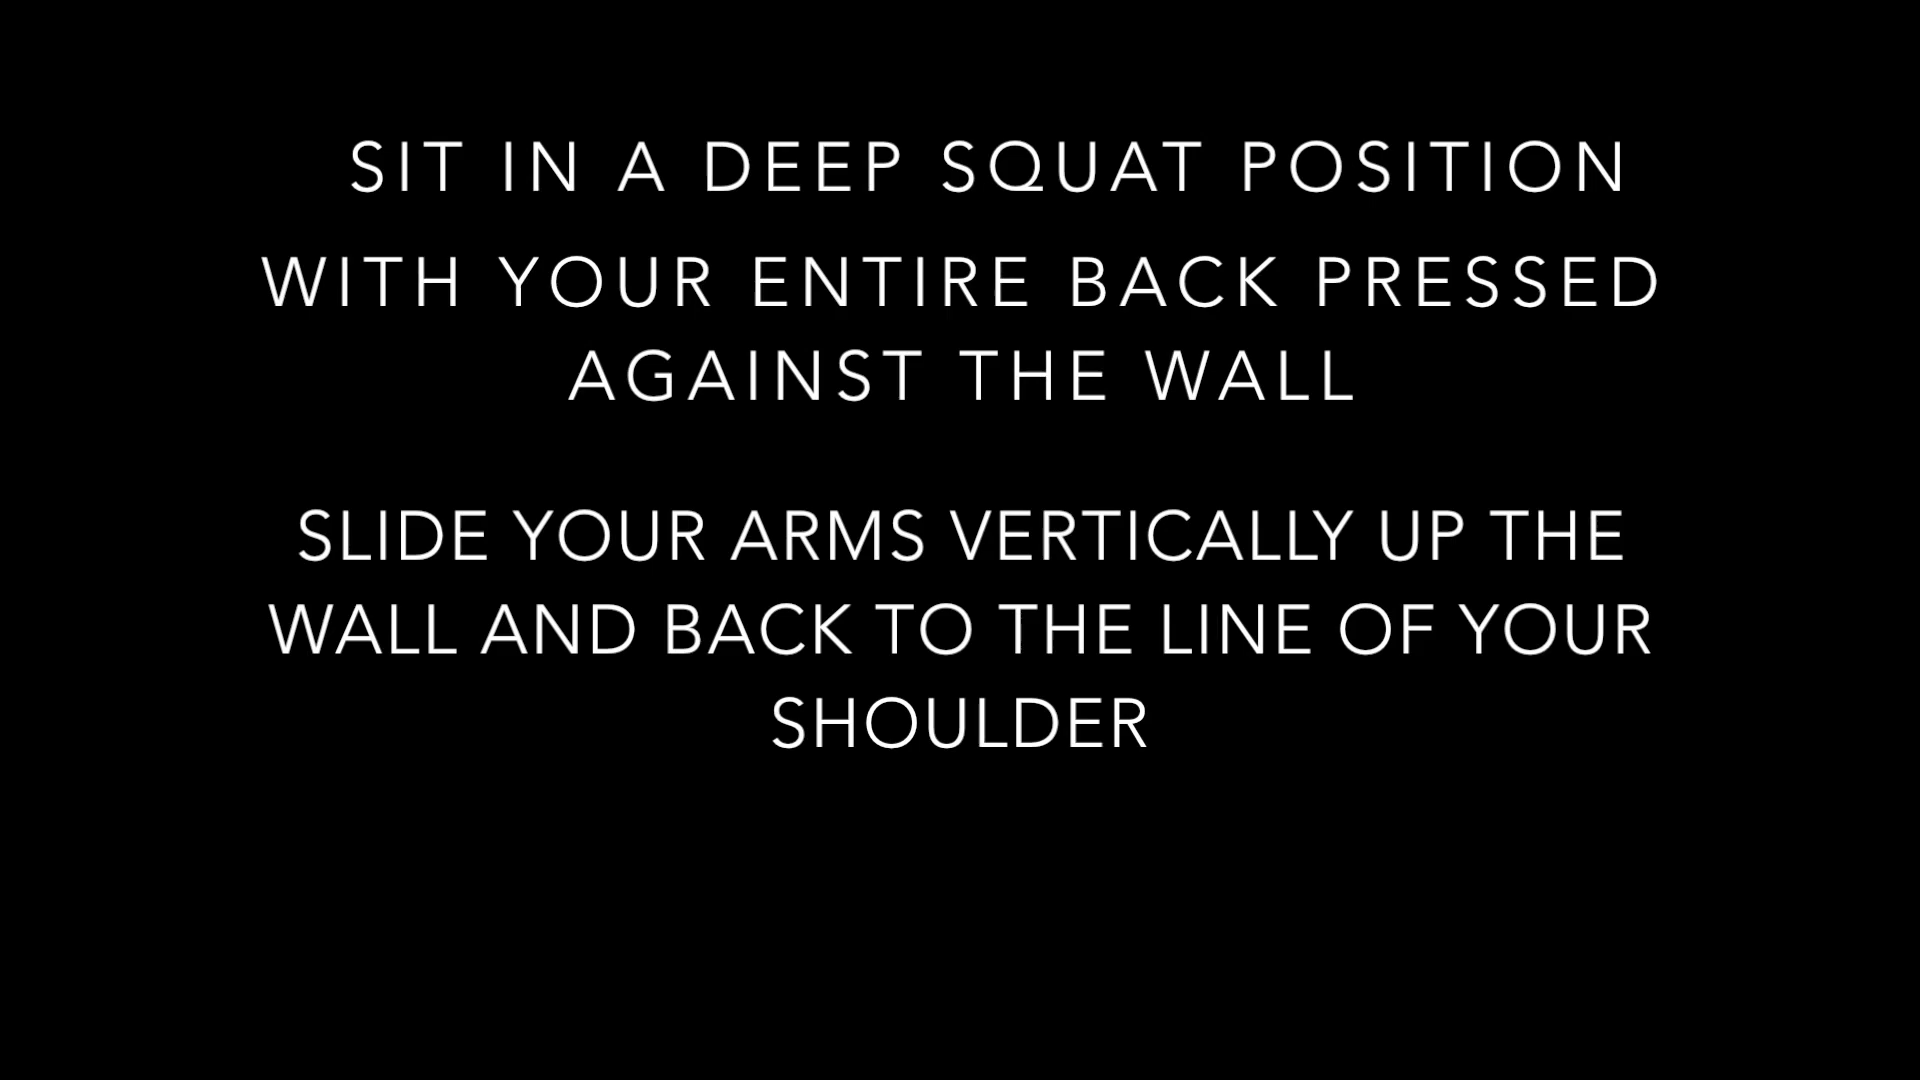 SIT IN A DEEP SQUAT POSITION
WITH YOUR ENTIRE BACK PRESSED
AGAINST THE WALL
SLIDE YOUR ARMS VERTICALLY UP THE
WALL AND BACK TO THE LINE OF YOUR
SHOULDER